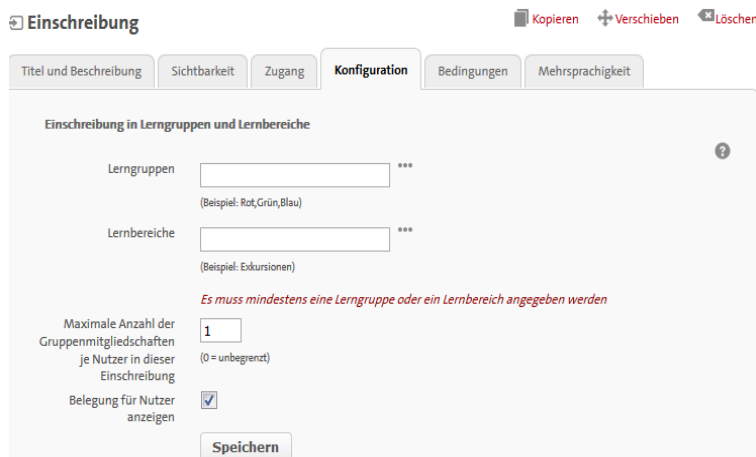 Einschreibung
Kopieren Verschieben Löschen
Titel und Beschreibung Sichtbarkeit Zugang Konfiguration Bedingungen Mehrsprachigkeit
Einschreibung in Lerngruppen und Lernbereiche
?
Lerngruppen
(Beispiel: Rot,Grün,Blau)
Lernbereiche
(Beispiel: Exkursionen)
Es muss mindestens eine Lerngruppe oder ein Lernbereich angegeben werden
Maximale Anzahl der
Gruppenmitgliedschaften
je Nutzer in dieser
Einschreibung
1
(0 = unbegrenzt)
Belegung für Nutzer
anzeigen
Speichern